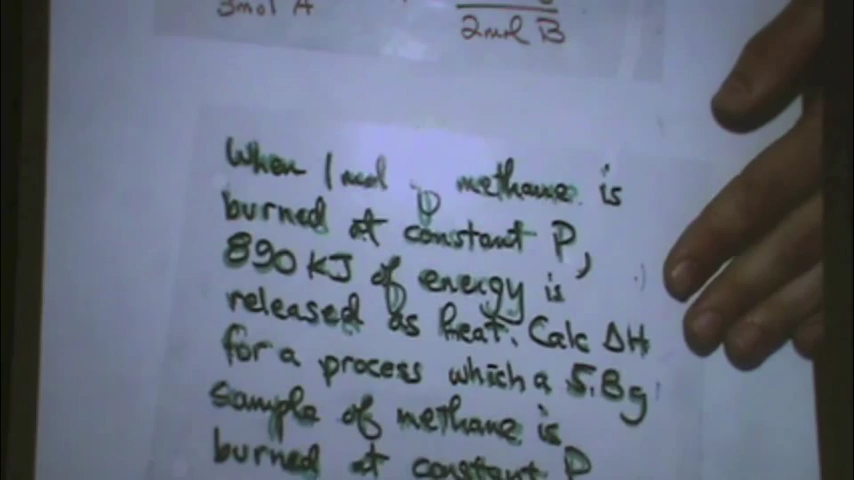 3mol A
2mol B
When 1 mol of methane is
burned at constant P,
890 KJ of energy is
released as heat. Calc ΔH
for a process which a 5.8g
sample of methane is
burned at constant P